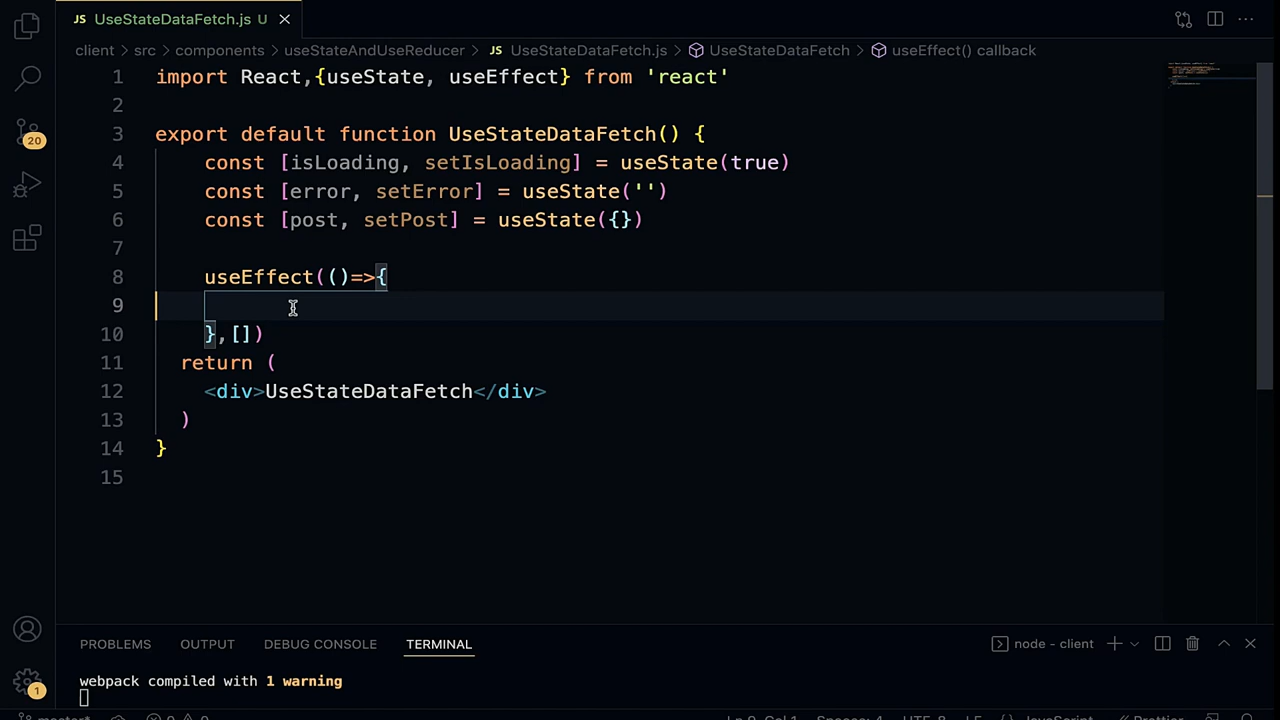 JS UseStateDataFetch.js U
client > src > components > useStateAndUseReducer > JS UseStateDataFetch.js > UseStateDataFetch > useEffect() callback
1 import React,{useState, useEffect} from 'react'
2
3 export default function UseStateDataFetch() {
4 const [isLoading, setIsLoading] = useState(true)
5 const [error, setError] = useState('')
6 const [post, setPost] = useState({})
7
8 useEffect(()=>{
9
10 },[])
11 return (
12 <div>UseStateDataFetch</div>
13 )
14 }
15
20
1
PROBLEMS OUTPUT DEBUG CONSOLE TERMINAL node - client
webpack compiled with 1 warning